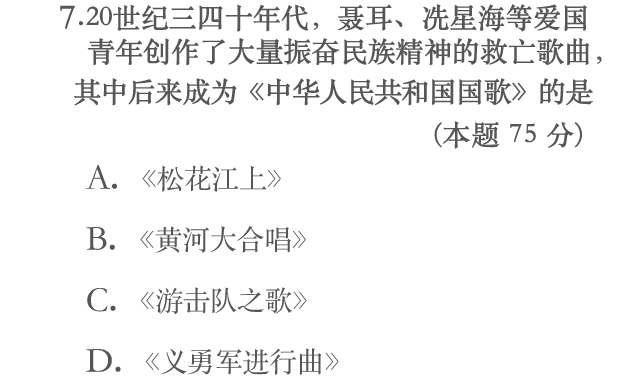 7.20世纪三四十年代，聂耳、冼星海等爱国
青年创作了大量振奋民族精神的救亡歌曲，
其中后来成为《中华人民共和国国歌》的是
（本题 75 分）
A. 《松花江上》
B. 《黄河大合唱》
C. 《游击队之歌》
D. 《义勇军进行曲》